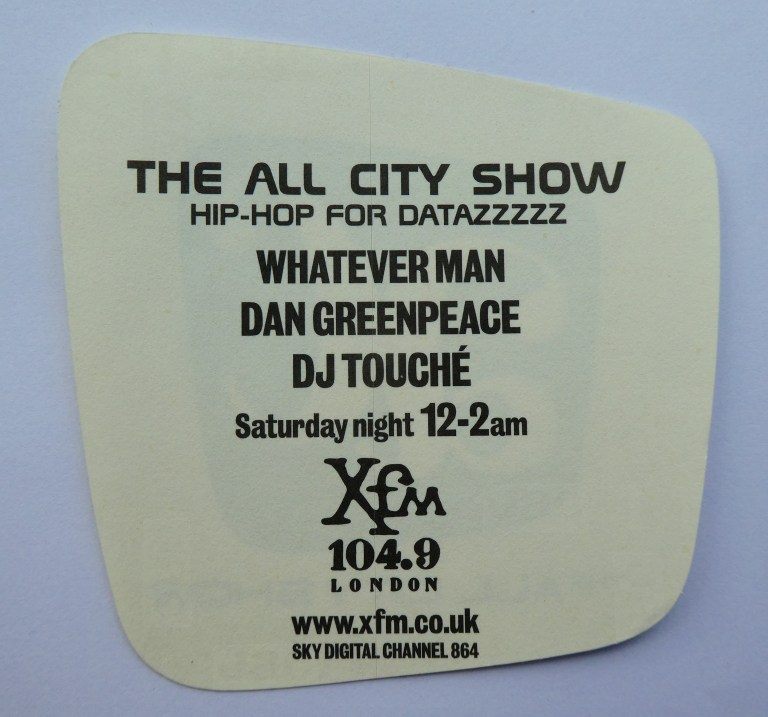 THE ALL CITY SHOW
HIP-HOP FOR DATAZZZZZ
WHATEVER MAN
DAN GREENPEACE
DJ TOUCHÉ
Saturday night 12-2am
Xfm
104.9
LONDON
www.xfm.co.uk
SKY DIGITAL CHANNEL 864